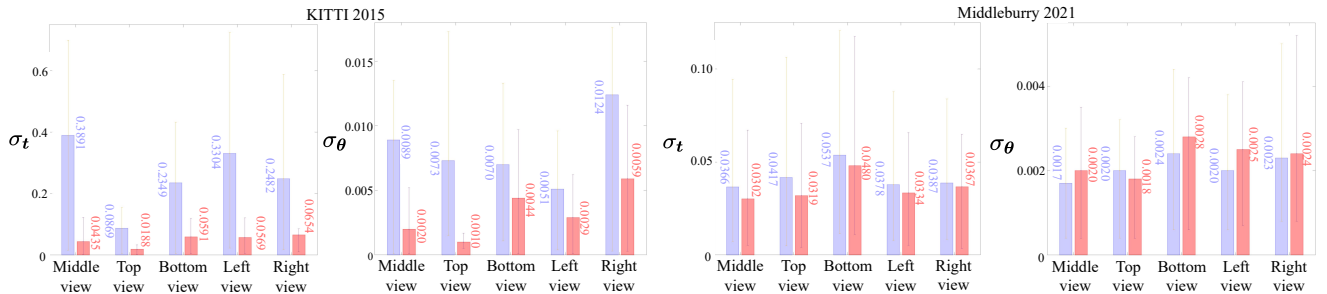 KITTI 2015
Middleburry 2021
σt
0.6
0.4
0.2
0
0.3891
0.0435
0.0869
0.0188
0.2349
0.0591
0.3304
0.0569
0.2482
0.0654
Middle view
Top view
Bottom view
Left view
Right view
σθ
0.015
0.010
0.005
0
0.0089
0.0020
0.0073
0.0010
0.0070
0.0044
0.0051
0.0029
0.0124
0.0059
Middle view
Top view
Bottom view
Left view
Right view
σt
0.10
0.05
0
0.0366
0.0302
0.0417
0.0319
0.0537
0.0480
0.0378
0.0334
0.0387
0.0367
Middle view
Top view
Bottom view
Left view
Right view
σθ
0.004
0.002
0
0.0017
0.0020
0.0020
0.0018
0.0024
0.0028
0.0020
0.0025
0.0023
0.0024
Middle view
Top view
Bottom view
Left view
Right view